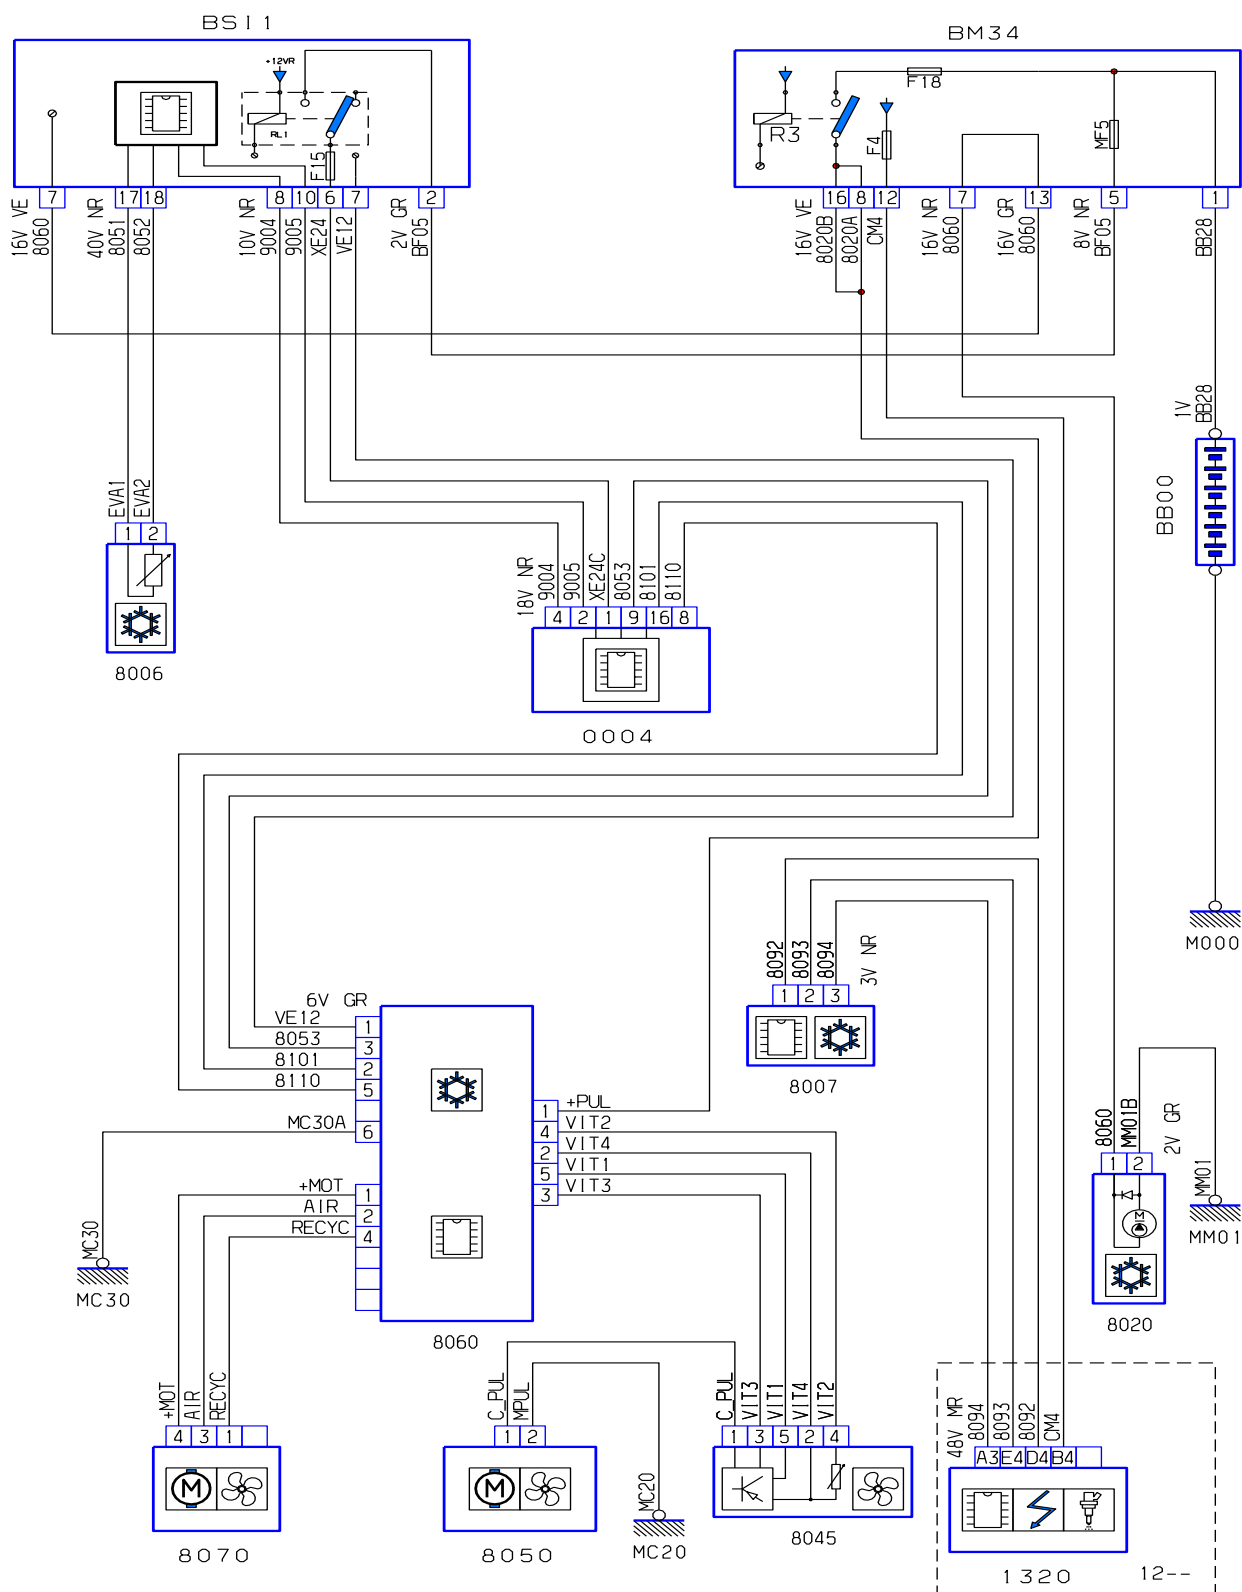 BSI1
BM34
+12VR
RL1
F15
R3
F18
F4
MF5
7
17
18
8
10
6
7
2
16
8
12
7
13
5
1
16V VE
8060
40V NR
8051
8052
10V NR
9004
9005
XE24
VE12
2V GR
BF05
16V VE
8020B
8020A
CM4
16V NR
8060
16V GR
8060
8V NR
BF05
BB28
1V
BB28
BB00
EVA1
EVA2
1
2
8006
18V NR
9004
9005
XE24C
8053
8101
8110
4
2
1
9
16
8
0004
M000
8092
8093
8094
3V NR
1
2
3
8007
6V GR
VE12
8053
8101
8110
MC30A
+MOT
AIR
RECYC
1
3
2
5
6
1
2
4
+PUL
VIT2
VIT4
VIT1
VIT3
1
4
2
5
3
8060
MC30
MC30
8060
MM01B
2V GR
1
2
M
8020
MM01
MM01
+MOT
AIR
RECYC
4
3
1
M
8070
C_PUL
MPUL
1
2
M
8050
MC20
MC20
C_PUL
VIT3
VIT1
VIT4
VIT2
1
3
5
2
4
8045
48V MR
8094
8093
8092
CM4
A3
E4
D4
B4
1320
12--